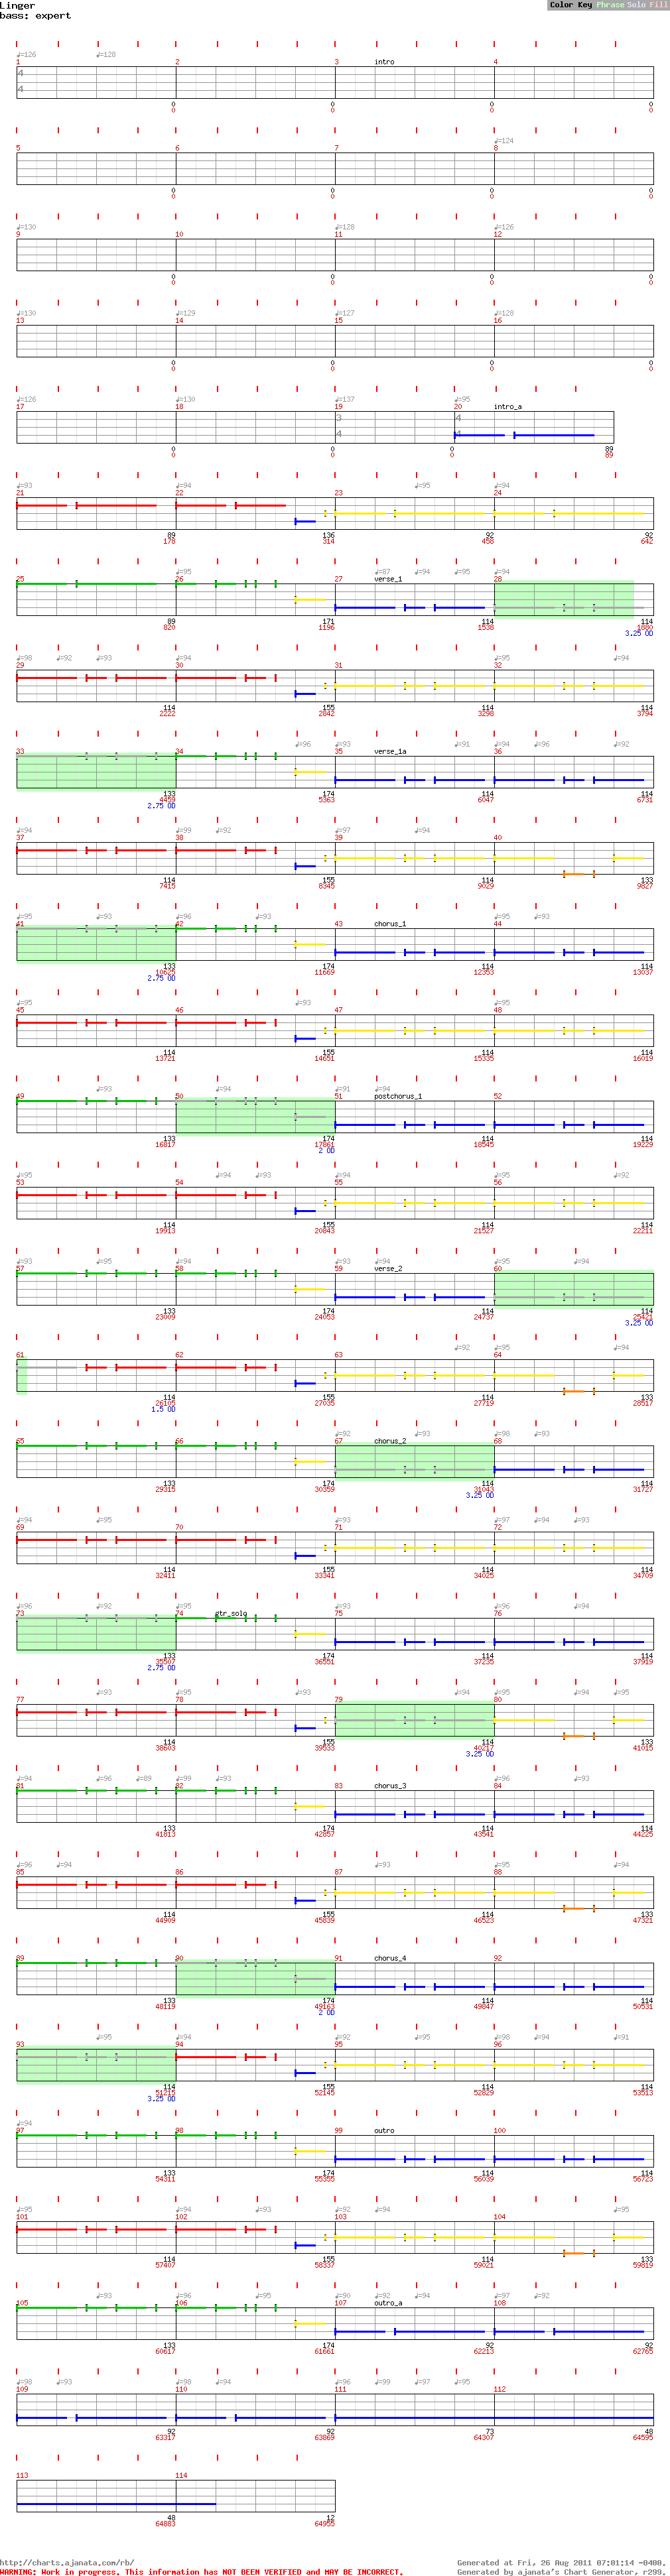 Linger
Color Key Phrase Solo Fill
bass: expert
♩=126 ♩=128
1 2 3 intro 4
4
4
0 0 0 0
0 0 0 0
♩=124
5 6 7 8
0 0 0 0
0 0 0 0
♩=130 ♩=128 ♩=126
9 10 11 12
0 0 0 0
0 0 0 0
♩=130 ♩=129 ♩=127 ♩=128
13 14 15 16
0 0 0 0
0 0 0 0
♩=126 ♩=130 ♩=137 ♩=95
17 18 19 20 intro_a
3 4
4 4
0 0 0 89
0 0 0 89
♩=93 ♩=94 ♩=95 ♩=94
21 22 23 24
89 136 92 92
178 314 458 642
♩=95 ♩=87 ♩=94 ♩=95 ♩=94
25 26 27 verse_1 28
89 171 114 114
820 1196 1538 1880
3.25 OD
♩=98 ♩=92 ♩=93 ♩=94 ♩=95 ♩=94
29 30 31 32
114 155 114 114
2222 2842 3298 3794
♩=96 ♩=93 ♩=91 ♩=94 ♩=96 ♩=92
33 34 35 verse_1a 36
133 174 114 114
4459 5363 6047 6731
2.75 OD
♩=94 ♩=99 ♩=92 ♩=97 ♩=94
37 38 39 40
114 155 114 133
7415 8345 9029 9827
♩=95 ♩=93 ♩=96 ♩=93 ♩=95 ♩=93
41 42 43 chorus_1 44
133 174 114 114
10625 11669 12353 13037
2.75 OD
♩=95 ♩=93 ♩=95
45 46 47 48
114 155 114 114
13721 14651 15335 16019
♩=93 ♩=94 ♩=91 ♩=94
49 50 51 postchorus_1 52
133 174 114 114
16817 17861 18545 19229
2 OD
♩=95 ♩=94 ♩=93 ♩=94 ♩=95 ♩=92
53 54 55 56
114 155 114 114
19913 20843 21527 22211
♩=93 ♩=95 ♩=94 ♩=93 ♩=94 ♩=95 ♩=94
57 58 59 verse_2 60
133 174 114 114
23009 24053 24737 25421
3.25 OD
♩=92 ♩=95 ♩=94
61 62 63 64
114 155 114 133
26105 27035 27719 28517
1.5 OD
♩=92 ♩=93 ♩=98 ♩=93
65 66 67 chorus_2 68
133 174 114 114
29315 30359 31043 31727
3.25 OD
♩=94 ♩=95 ♩=93 ♩=97 ♩=94 ♩=93
69 70 71 72
114 155 114 114
32411 33341 34025 34709
♩=96 ♩=92 ♩=95 ♩=93 ♩=96 ♩=94
73 74 gtr_solo 75 76
133 174 114 114
35507 36551 37235 37919
2.75 OD
♩=93 ♩=95 ♩=93 ♩=94 ♩=95 ♩=94 ♩=95
77 78 79 80
114 155 114 133
38603 39533 40217 41015
3.25 OD
♩=94 ♩=96 ♩=89 ♩=99 ♩=93 ♩=96 ♩=93
81 82 83 chorus_3 84
133 174 114 114
41813 42857 43541 44225
♩=96 ♩=94 ♩=93 ♩=95 ♩=94
85 86 87 88
114 155 114 133
44909 45839 46523 47321
89 90 91 chorus_4 92
133 174 114 114
48119 49163 49847 50531
2 OD
♩=95 ♩=94 ♩=92 ♩=95 ♩=98 ♩=94 ♩=91
93 94 95 96
114 155 114 114
51215 52145 52829 53513
3.25 OD
♩=94
97 98 99 outro 100
133 174 114 114
54311 55355 56039 56723
♩=95 ♩=94 ♩=93 ♩=92 ♩=94 ♩=95
101 102 103 104
114 155 114 133
57407 58337 59021 59819
♩=93 ♩=96 ♩=95 ♩=90 ♩=92 ♩=94 ♩=97 ♩=92
105 106 107 outro_a 108
133 174 92 92
60617 61661 62213 62765
♩=98 ♩=93 ♩=98 ♩=94 ♩=96 ♩=99 ♩=97 ♩=95
109 110 111 112
92 92 73 48
63317 63869 64307 64595
113 114
48 12
64883 64955
http://charts.ajanata.com/rb/
Generated at Fri, 26 Aug 2011 07:01:14 -0400.
WARNING: Work in progress. This information has NOT BEEN VERIFIED and MAY BE INCORRECT.
Generated by ajanata's Chart Generator, r299.